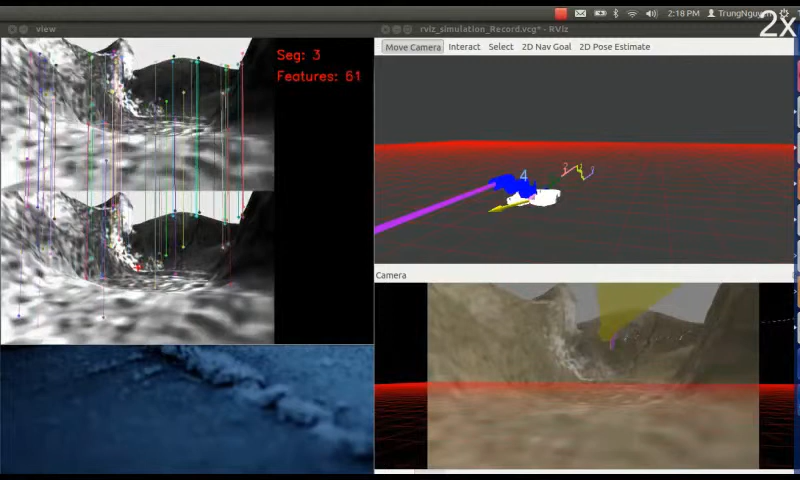 2:18 PM
2x
view
rviz_simulation_Record.vcg* - RViz
Move Camera Interact Select 2D Nav Goal 2D Pose Estimate
Seg: 3
Features: 61
4
2
Camera